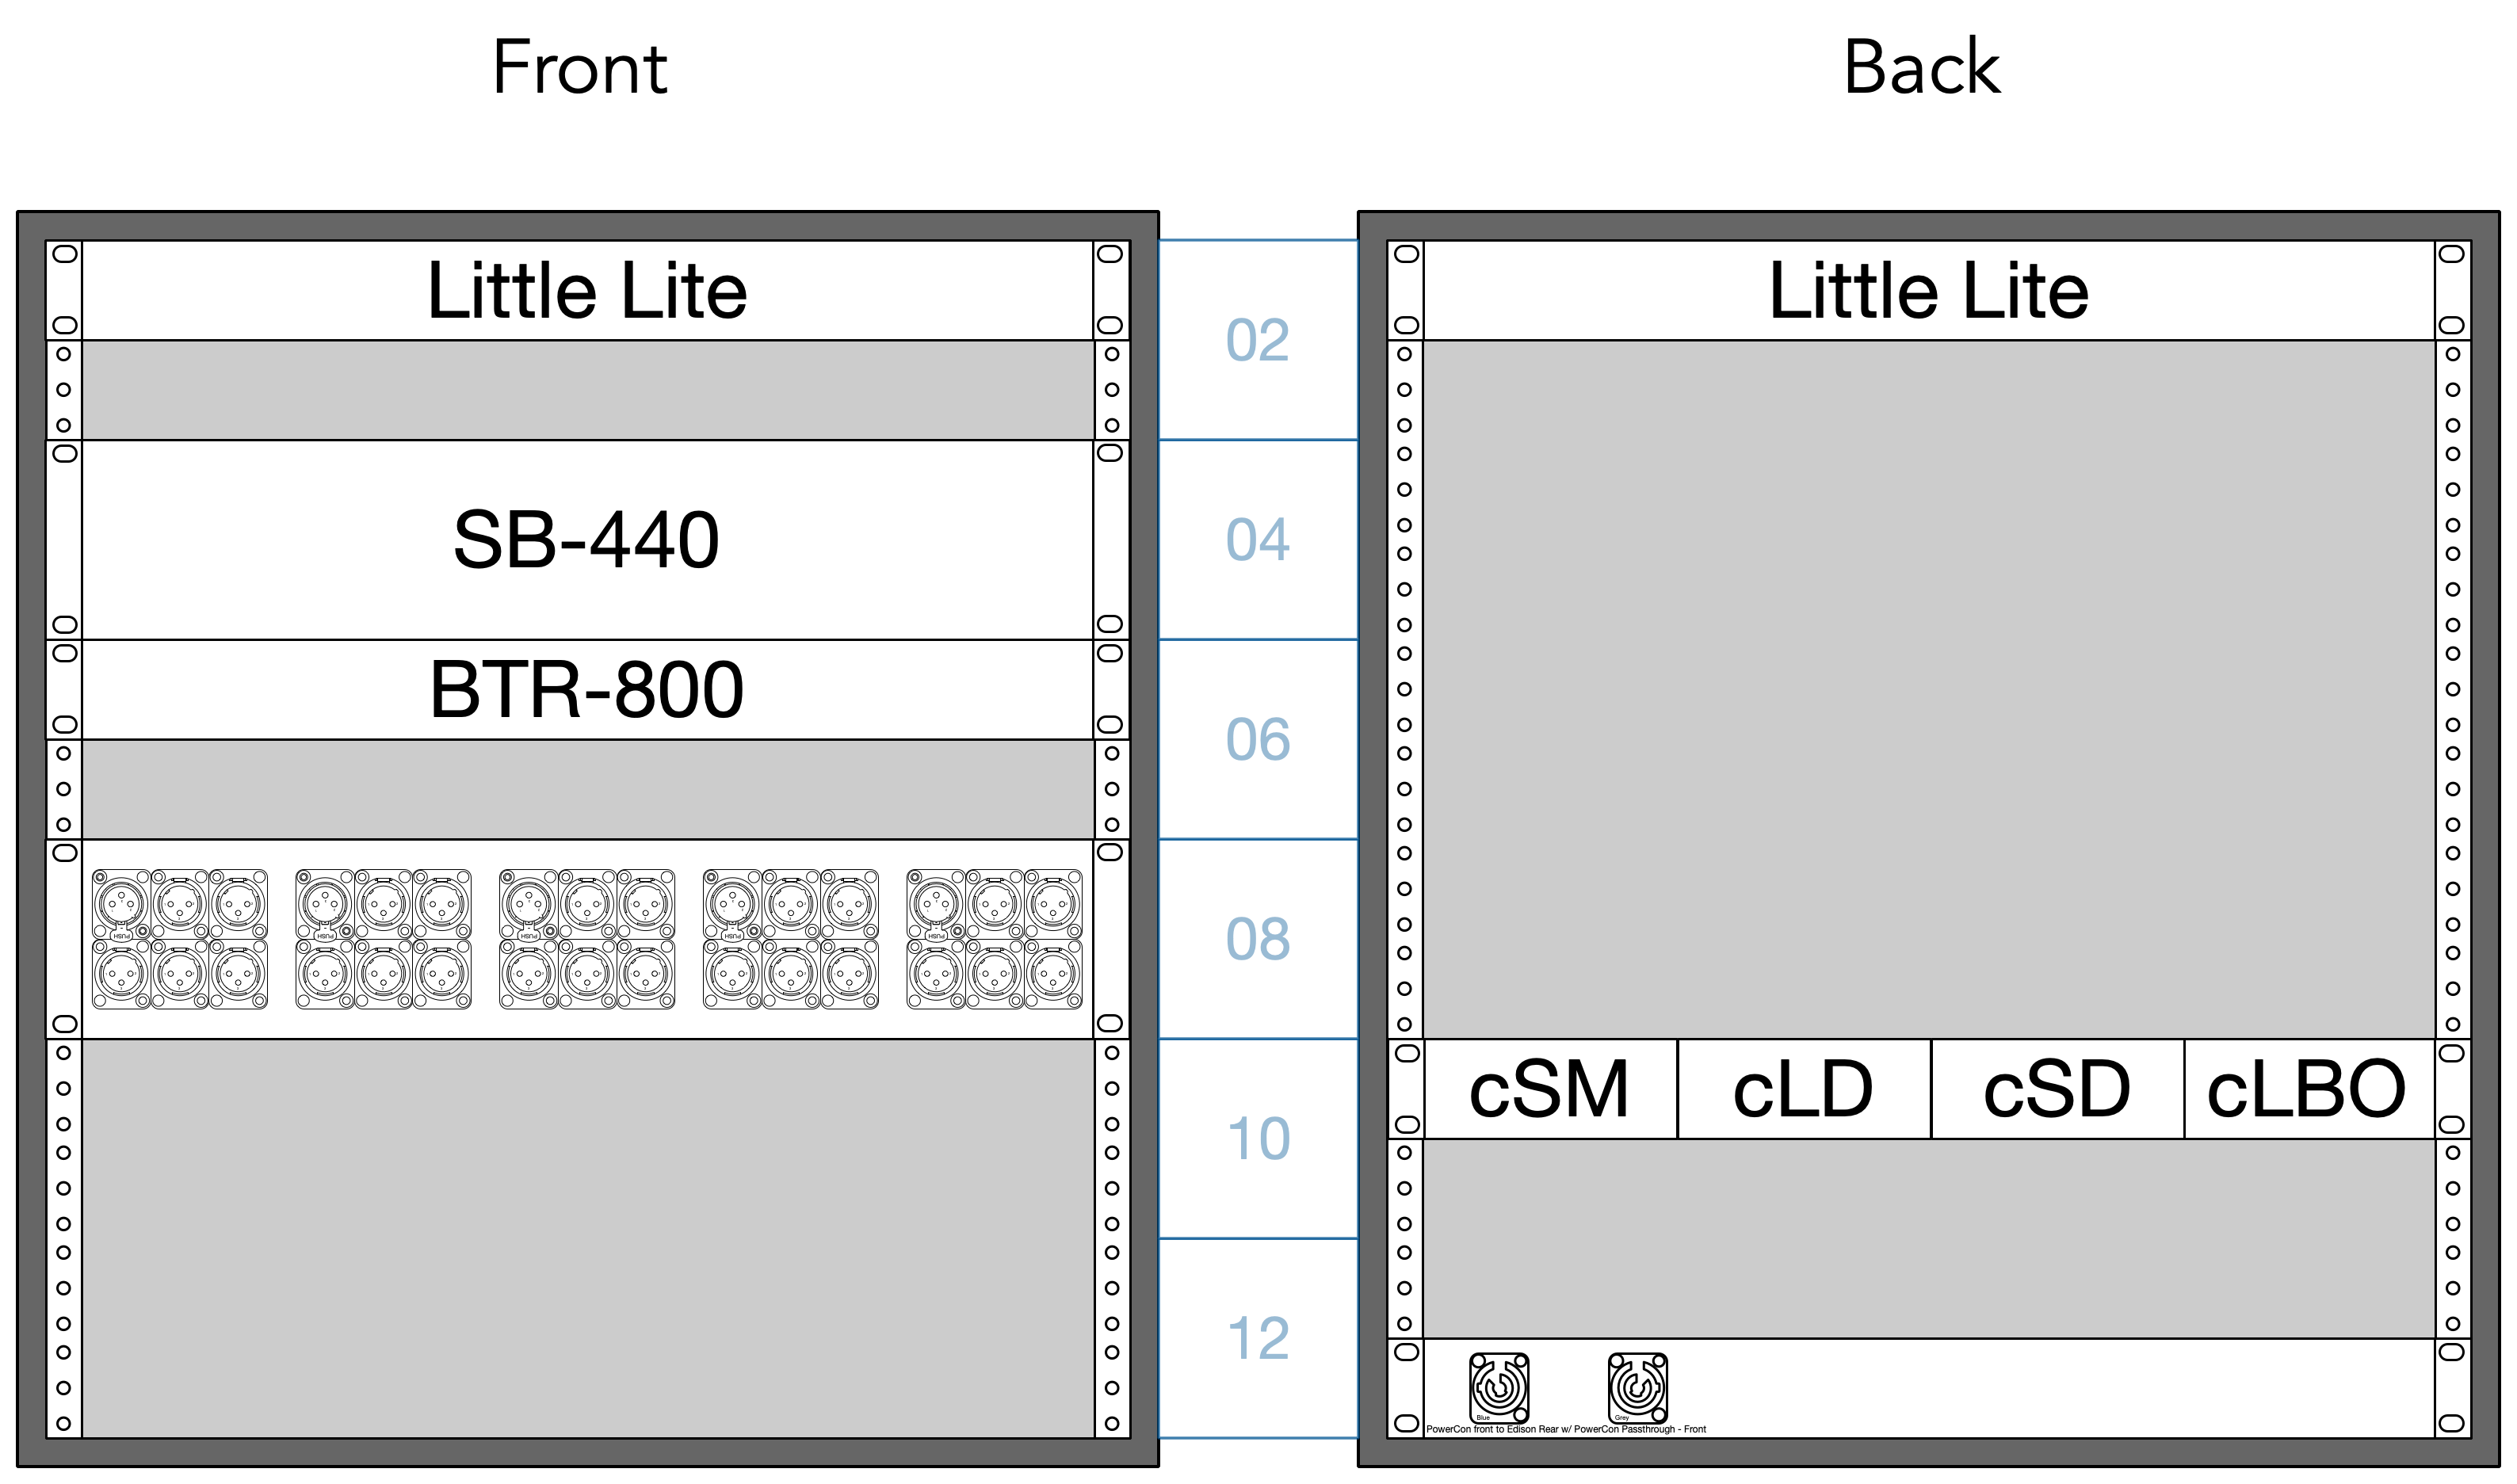 Front
Back
Little Lite
02
Little Lite
SB-440
04
BTR-800
06
PUSH
PUSH
PUSH
PUSH
PUSH
08
cSM
cLD
cSD
cLBO
10
12
Blue
Grey
PowerCon front to Edison Rear w/ PowerCon Passthrough - Front